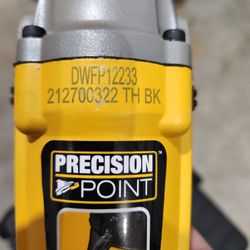 DWFP12233
212700322 TH BK
PRECISION
POINT